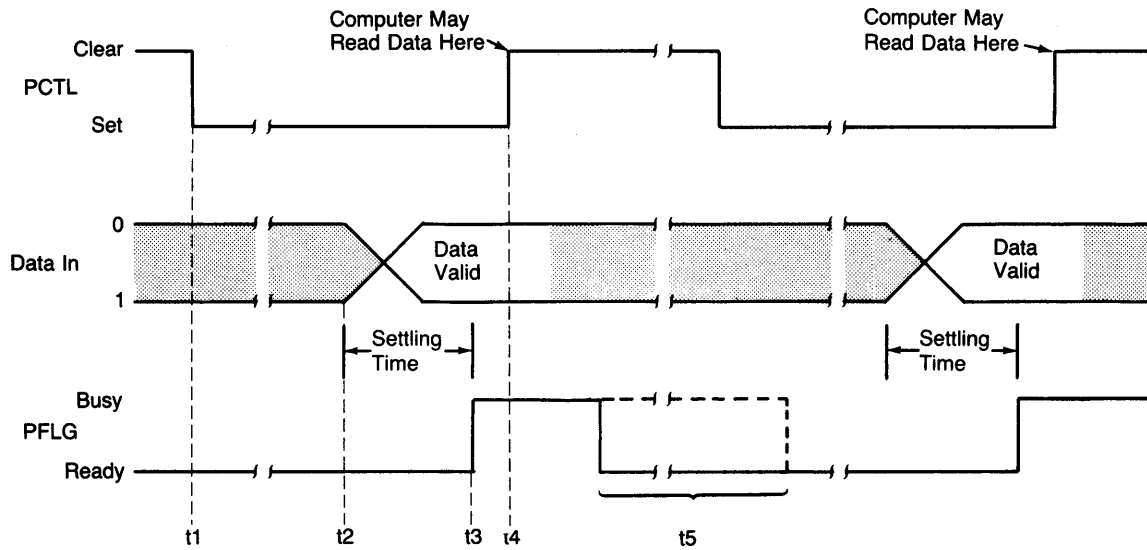 Computer May
Read Data Here
Computer May
Read Data Here
Clear
PCTL
Set
0
Data In
1
Data
Valid
Data
Valid
Settling
Time
Settling
Time
Busy
PFLG
Ready
t1
t2
t3
t4
t5